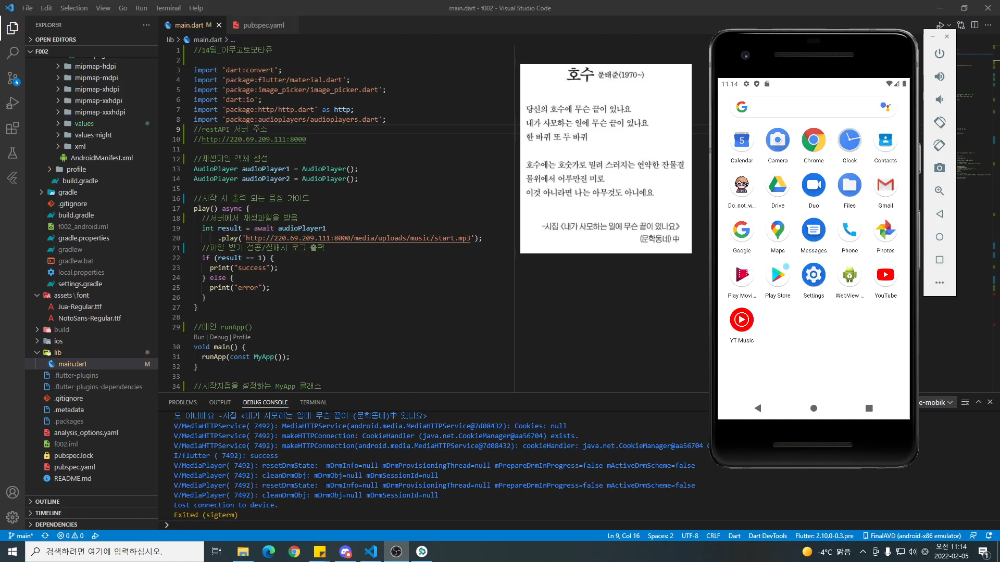 File Edit Selection View Go Run Terminal Help
main.dart - f002 - Visual Studio Code
EXPLORER
OPEN EDITORS
F002
mipmap-hdpi
mipmap-mdpi
mipmap-xhdpi
mipmap-xxhdpi
mipmap-xxxhdpi
values
values-night
xml
AndroidManifest.xml
profile
build.gradle
gradle
.gitignore
build.gradle
f002_android.iml
gradle.properties
gradlew
gradlew.bat
local.properties
settings.gradle
assets\font
Jua-Regular.ttf
NotoSans-Regular.ttf
build
ios
lib
main.dart M
.flutter-plugins
.flutter-plugins-dependencies
.gitignore
.metadata
.packages
analysis_options.yaml
f002.iml
pubspec.lock
pubspec.yaml
README.md
OUTLINE
TIMELINE
DEPENDENCIES
6
main.dart M
pubspec.yaml
lib > main.dart > ...
1 //14팀_아무고토모타쥬
2
3 import 'dart:convert';
4 import 'package:flutter/material.dart';
5 import 'package:image_picker/image_picker.dart';
6 import 'dart:io';
7 import 'package:http/http.dart' as http;
8 import 'package:audioplayers/audioplayers.dart';
9 //restAPI 서버 주소
10 //http://220.69.209.111:8000
11
12 //재생파일 객체 생성
13 AudioPlayer audioPlayer1 = AudioPlayer();
14 AudioPlayer audioPlayer2 = AudioPlayer();
15
16 //시작 시 출력 되는 음성 가이드
17 play() async {
18 //서버에서 재생파일을 받음
19 int result = await audioPlayer1
20 .play('http://220.69.209.111:8000/media/uploads/music/start.mp3');
21 //파일 받기 성공/실패시 로그 출력
22 if (result == 1) {
23 print("success");
24 } else {
25 print("error");
26 }
27 }
28
29 //메인 runApp()
Run | Debug | Profile
30 void main() {
31 runApp(const MyApp());
32 }
33
34 //시작지점을 설정하는 MyApp 클래스
호수 문태준(1970~)
당신의 호수에 무슨 끝이 있나요
내가 사모하는 일에 무슨 끝이 있나요
한 바퀴 또 두 바퀴
호수에는 호숫가로 밀려 스러지는 연약한 잔물결
물위에서 어루만진 미로
이것 아니라면 나는 아무것도 아니에요
-시집 《내가 사모하는 일에 무슨 끝이 있나요》
(문학동네) 中
PROBLEMS OUTPUT DEBUG CONSOLE TERMINAL
e-mobile
도 아니에요 -시집 <내가 사모하는 일에 무슨 끝이 (문학동네)中 있나요>
V/MediaHTTPService( 7492): MediaHTTPService(android.media.MediaHTTPService@7d08432): Cookies: null
V/MediaHTTPService( 7492): makeHTTPConnection: CookieHandler (java.net.CookieManager@aa56704) exists.
V/MediaHTTPService( 7492): makeHTTPConnection(android.media.MediaHTTPService@7d08432): cookieHandler: java.net.CookieManager@aa56704
I/flutter ( 7492): success
V/MediaPlayer( 7492): resetDrmState:  mDrmInfo=null mDrmProvisioningThread=null mPrepareDrmInProgress=false mActiveDrmScheme=false
V/MediaPlayer( 7492): cleanDrmObj: mDrmObj=null mDrmSessionId=null
V/MediaPlayer( 7492): resetDrmState:  mDrmInfo=null mDrmProvisioningThread=null mPrepareDrmInProgress=false mActiveDrmScheme=false
V/MediaPlayer( 7492): cleanDrmObj: mDrmObj=null mDrmSessionId=null
Lost connection to device.
Exited (sigterm)
11:14
5
Calendar Camera Chrome Clock Contacts
Do_not_w... Drive Duo Files Gmail
Google Maps Messages Phone Photos
Play Movi... Play Store Settings WebView ... YouTube
YT Music
main* 0 0
Ln 9, Col 16 Spaces: 2 UTF-8 CRLF Dart Dart DevTools Flutter: 2.10.0-0.3.pre FinalAVD (android-x86 emulator)
검색하려면 여기에 입력하십시오.
-4°C 맑음
오전 11:14
2022-02-05
1